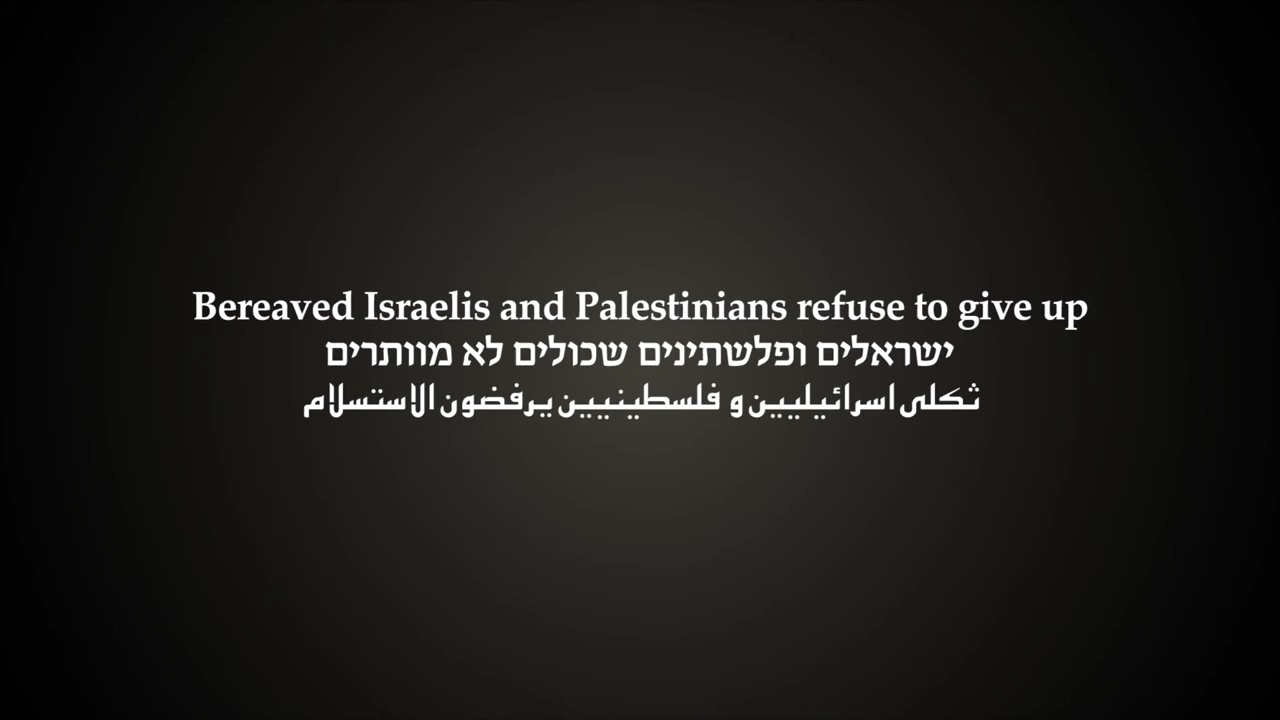 Bereaved Israelis and Palestinians refuse to give up
ישראלים ופלשתינים שכולים לא מוותרים
ثكلى اسرائيليين و فلسطينيين يرفضون الاستسلام